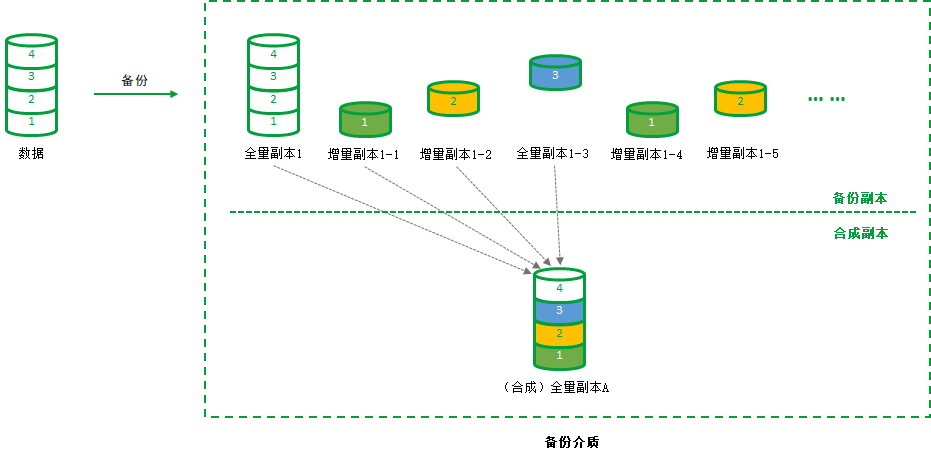 4
3
2
1
数据
备份
4
3
2
1
全量副本1
1
增量副本1-1
2
增量副本1-2
3
全量副本1-3
1
增量副本1-4
2
增量副本1-5
... ...
备份副本
合成副本
4
3
2
1
（合成）全量副本A
备份介质